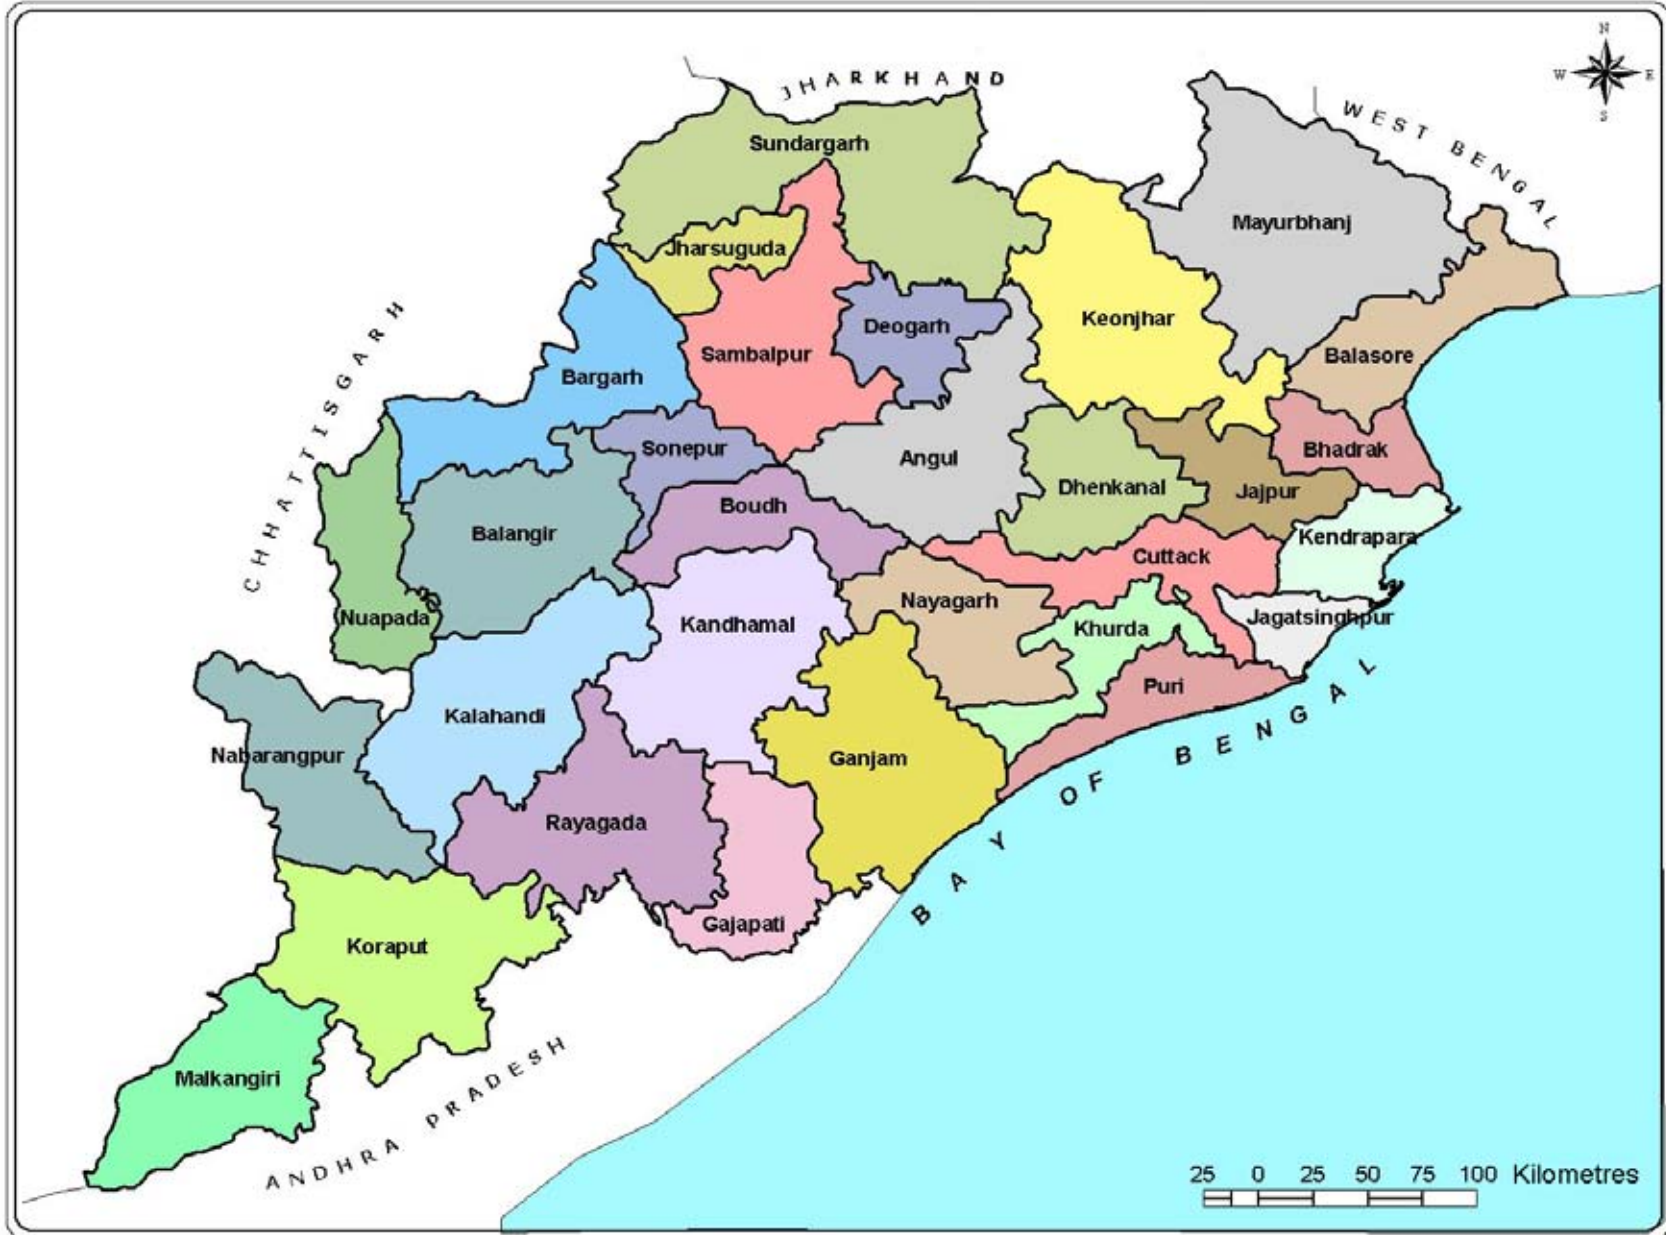 N
W E
S
JHARKHAND
WEST BENGAL
Sundargarh
Mayurbhanj
Jharsuguda
Keonjhar
Deogarh
Sambalpur
Balasore
Bargarh
CHHATTISGARH
Sonepur
Angul
Bhadrak
Dhenkanal
Jajpur
Boudh
Balangir
Kendrapara
Cuttack
Nayagarh
Nuapada
Kandhamal
Khurda
Jagatsinghpur
Puri
Kalahandi
Nabarangpur
Ganjam
BAY OF BENGAL
Rayagada
Gajapati
Koraput
Malkangiri
ANDHRA PRADESH
25 0 25 50 75 100 Kilometres